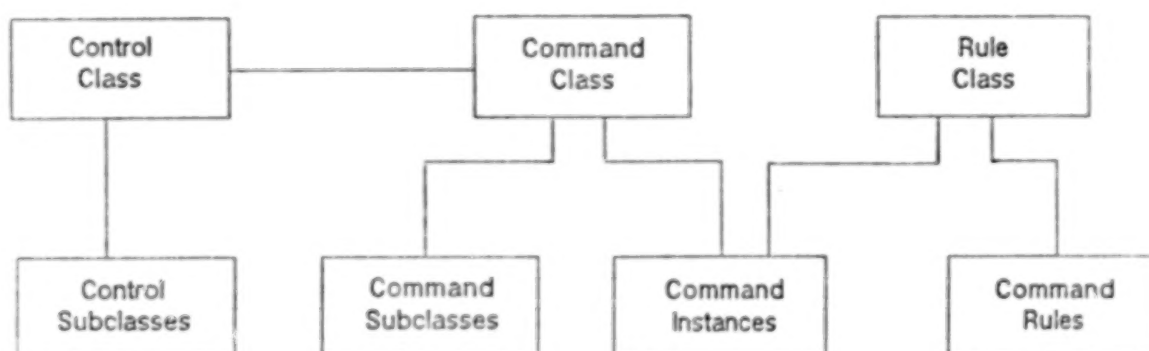 Control
Class
Command
Class
Rule
Class
Control
Subclasses
Command
Subclasses
Command
Instances
Command
Rules